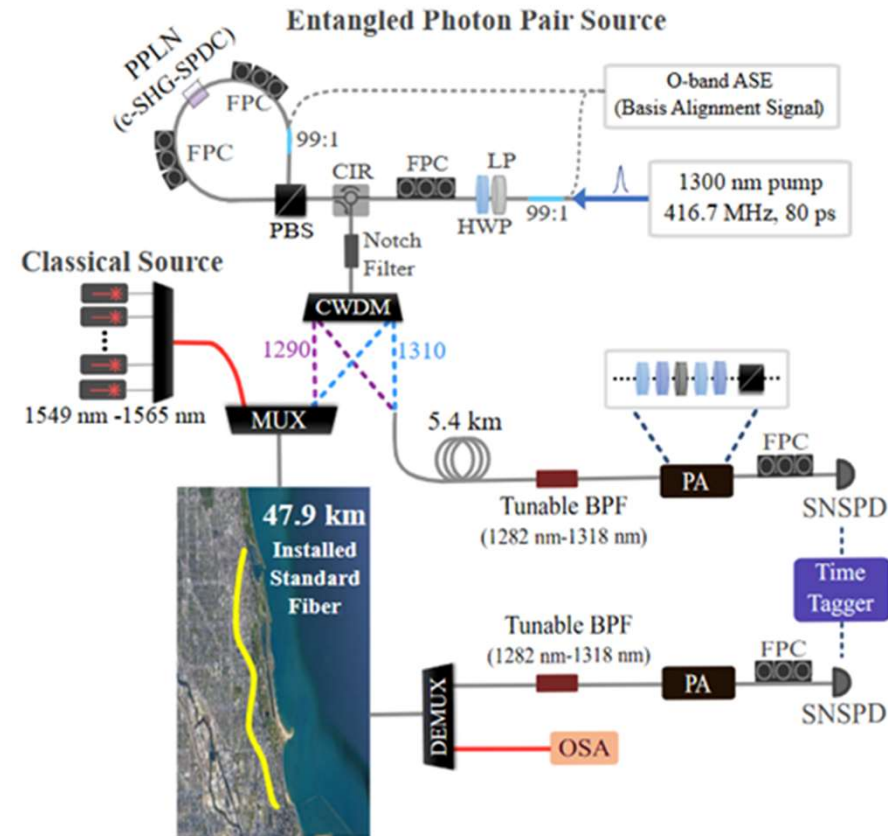 Entangled Photon Pair Source
PPLN
(c-SHG-SPDC)
FPC
FPC
99:1
O-band ASE
(Basis Alignment Signal)
CIR
FPC
LP
HWP
99:1
1300 nm pump
416.7 MHz, 80 ps
PBS
Notch
Filter
Classical Source
CWDM
1290
1310
1549 nm -1565 nm
MUX
5.4 km
FPC
PA
SNSPD
Tunable BPF
(1282 nm-1318 nm)
47.9 km
Installed
Standard
Fiber
Time
Tagger
Tunable BPF
(1282 nm-1318 nm)
FPC
PA
SNSPD
DEMUX
OSA